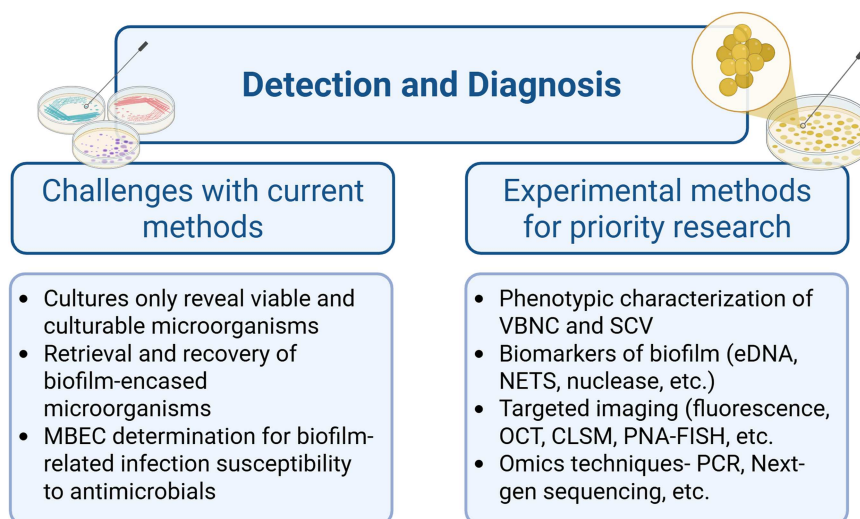 Detection and Diagnosis
Challenges with current
methods
• Cultures only reveal viable and
culturable microorganisms
• Retrieval and recovery of
biofilm-encased
microorganisms
• MBEC determination for biofilm-
related infection susceptibility
to antimicrobials
Experimental methods
for priority research
• Phenotypic characterization of
VBNC and SCV
• Biomarkers of biofilm (eDNA,
NETS, nuclease, etc.)
• Targeted imaging (fluorescence,
OCT, CLSM, PNA-FISH, etc.
• Omics techniques- PCR, Next-
gen sequencing, etc.